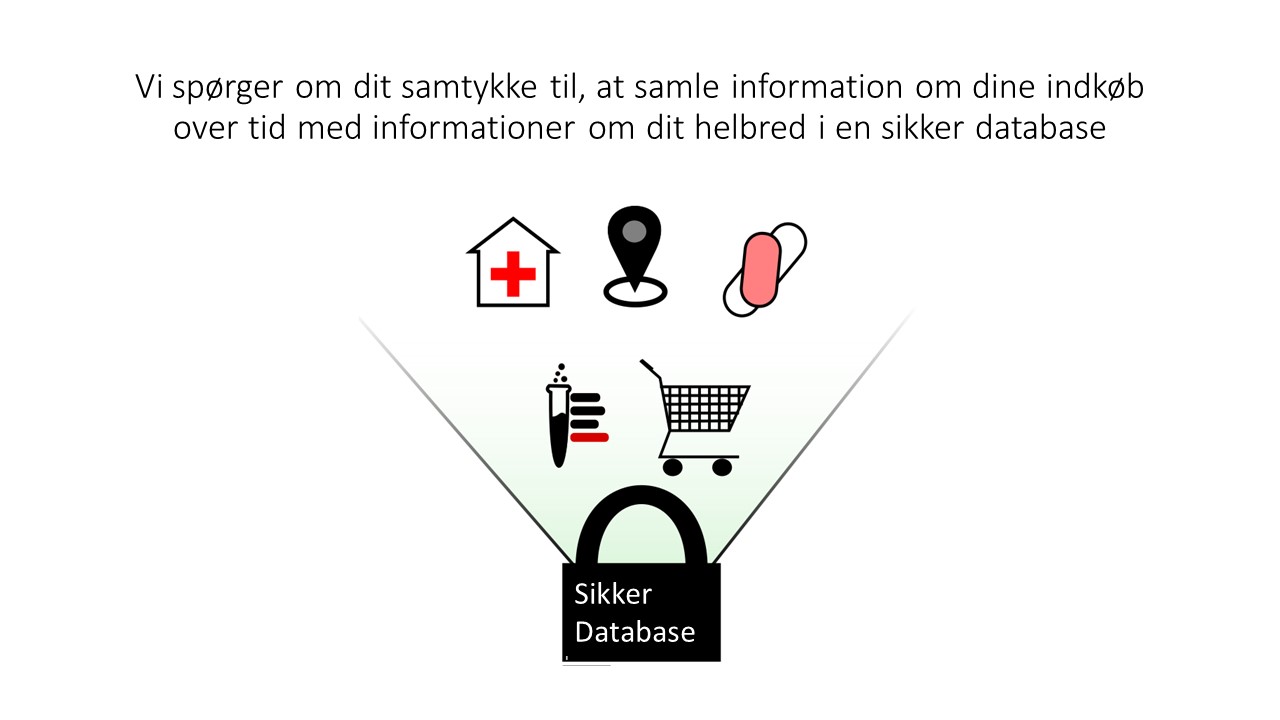 Vi spørger om dit samtykke til, at samle information om dine indkøb
over tid med informationer om dit helbred i en sikker database
Sikker
Database